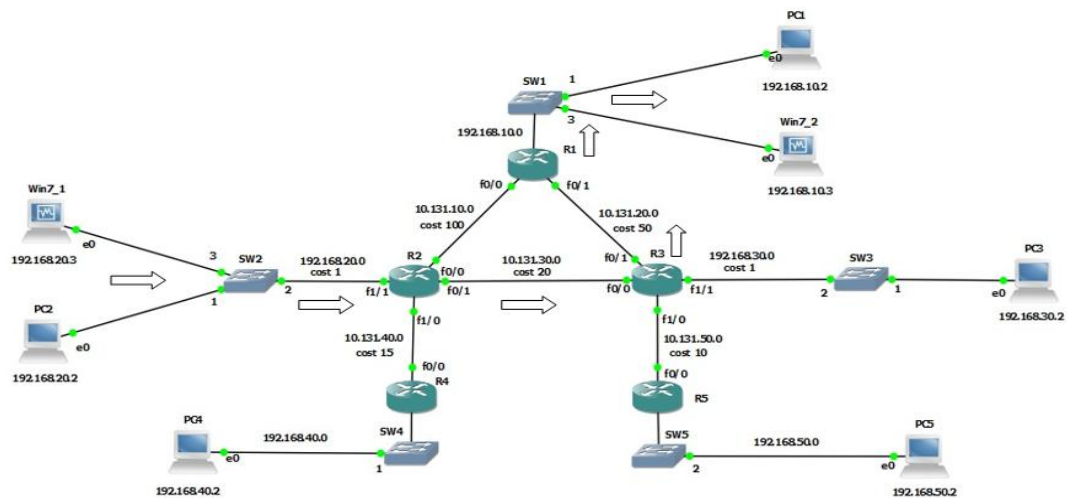 PC1
e0
192.168.10.2
SW1
1
3
Win7_2
e0
192.168.10.3
192.168.10.0
R1
f0/0
f0/1
Win7_1
e0
192.168.20.3
10.131.10.0
cost 100
10.131.20.0
cost 50
3
SW2
192.168.20.0
cost 1
2
1
R2
f0/0
f0/1
f1/1
f1/0
10.131.30.0
cost 20
R3
f0/1
f0/0
f1/1
f1/0
192.168.30.0
cost 1
SW3
2
1
PC3
e0
192.168.30.2
PC2
e0
192.168.20.2
10.131.40.0
cost 15
f0/0
R4
10.131.50.0
cost 10
f0/0
R5
PC4
e0
192.168.40.0
SW4
1
192.168.40.2
SW5
2
192.168.50.0
PC5
e0
192.168.50.2